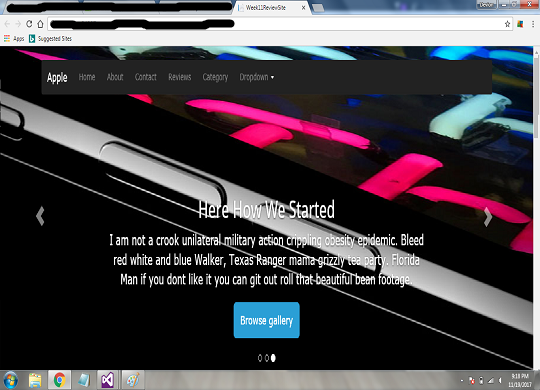 Week11ReviewSite
Devon
Apps Suggested Sites
Apple Home About Contact Reviews Category Dropdown
Here How We Started
I am not a crook unilateral military action crippling obesity epidemic. Bleed
red white and blue Walker, Texas Ranger mama grizzly tea party. Florida
Man if you dont like it you can git out roll that beautiful bean footage.
Browse gallery
9:18 PM
11/19/2017